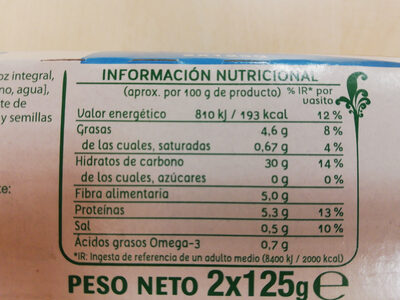 INFORMACIÓN NUTRICIONAL
(aprox. por 100 g de producto) % IR* por vasito
Valor energético 810 kJ / 193 kcal 12 %
Grasas 4,6 g 8 %
de las cuales, saturadas 0,67 g 4 %
Hidratos de carbono 30 g 14 %
de los cuales, azúcares 0 g 0 %
Fibra alimentaria 5,0 g
Proteínas 5,3 g 13 %
Sal 0,5 g 10 %
Ácidos grasos Omega-3 0,7 g
*IR: Ingesta de referencia de un adulto medio (8400 kJ / 2000 kcal)
PESO NETO 2x125g e
oz integral,
no, agua],
te de
y semillas
te: